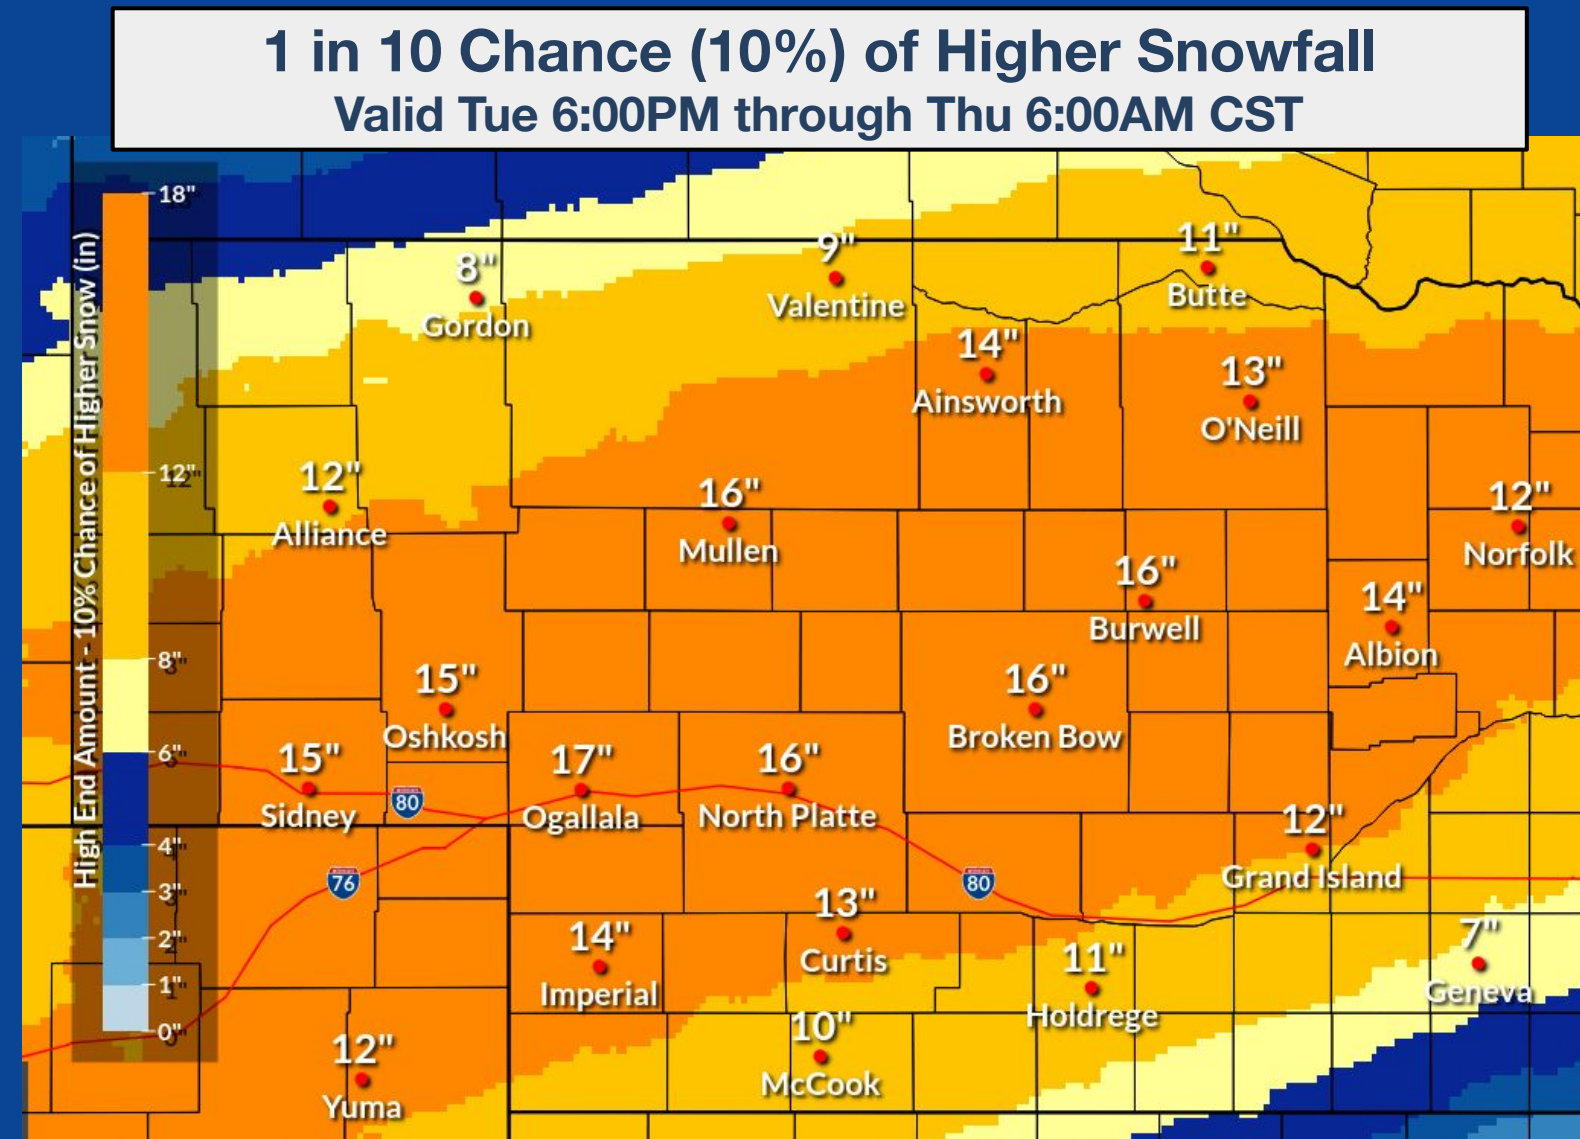 1 in 10 Chance (10%) of Higher Snowfall
Valid Tue 6:00PM through Thu 6:00AM CST
High End Amount - 10% Chance of Higher Snow (in)
18"
12"
8"
6"
4"
3"
2"
1"
0"
8"
Gordon
9"
Valentine
11"
Butte
14"
Ainsworth
13"
O'Neill
12"
Alliance
16"
Mullen
12"
Norfolk
16"
Burwell
14"
Albion
15"
Oshkosh
16"
Broken Bow
15"
Sidney
80
17"
Ogallala
16"
North Platte
12"
Grand Island
76
80
13"
Curtis
14"
Imperial
11"
Holdrege
7"
Geneva
10"
McCook
12"
Yuma